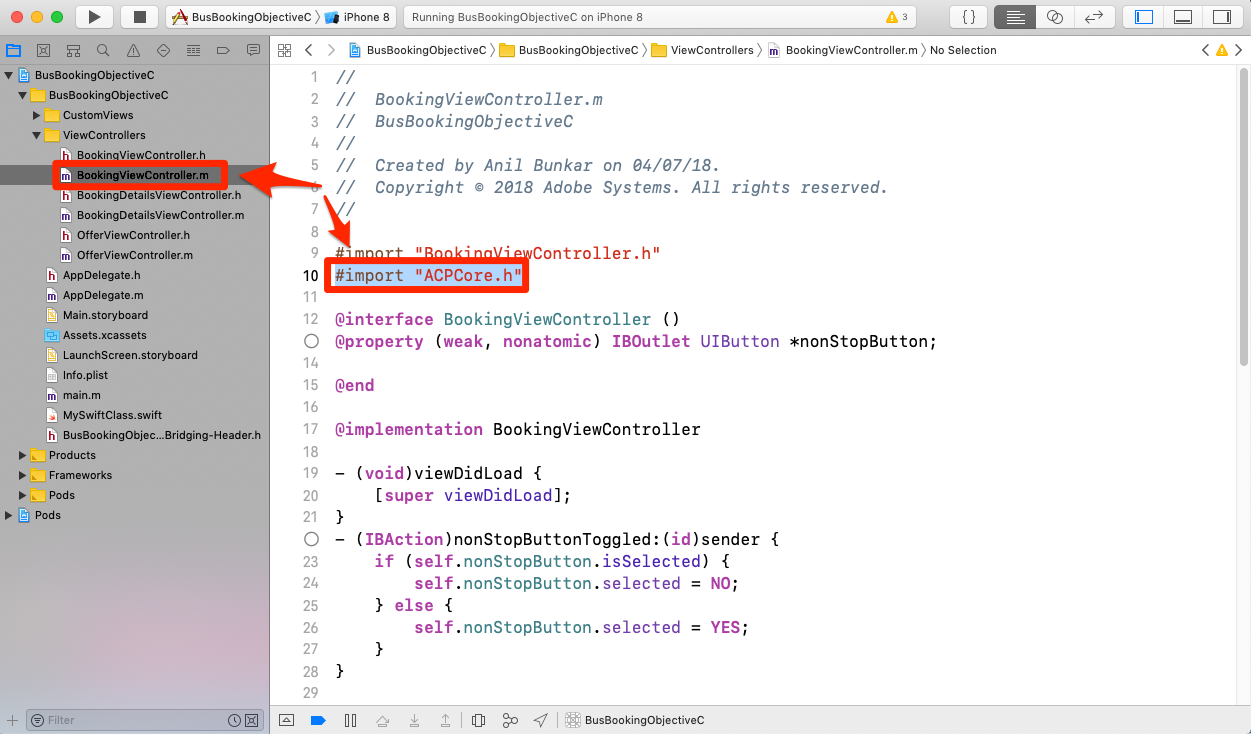 BusBookingObjectiveC iPhone 8
Running BusBookingObjectiveC on iPhone 8
3
{}
BusBookingObjectiveC BusBookingObjectiveC ViewControllers BookingViewController.m No Selection
BusBookingObjectiveC
BusBookingObjectiveC
CustomViews
ViewControllers
BookingViewController.h
BookingViewController.m
BookingDetailsViewController.h
BookingDetailsViewController.m
OfferViewController.h
OfferViewController.m
AppDelegate.h
AppDelegate.m
Main.storyboard
Assets.xcassets
LaunchScreen.storyboard
Info.plist
main.m
MySwiftClass.swift
BusBookingObjec...Bridging-Header.h
Products
Frameworks
Pods
Pods
Filter
1 //
2 // BookingViewController.m
3 // BusBookingObjectiveC
4 //
5 // Created by Anil Bunkar on 04/07/18.
6 // Copyright © 2018 Adobe Systems. All rights reserved.
7 //
8
9 #import "BookingViewController.h"
10 #import "ACPCore.h"
11
12 @interface BookingViewController ()
@property (weak, nonatomic) IBOutlet UIButton *nonStopButton;
14
15 @end
16
17 @implementation BookingViewController
18
19 - (void)viewDidLoad {
20 [super viewDidLoad];
21 }
- (IBAction)nonStopButtonToggled:(id)sender {
23 if (self.nonStopButton.isSelected) {
24 self.nonStopButton.selected = NO;
25 } else {
26 self.nonStopButton.selected = YES;
27 }
28 }
29
BusBookingObjectiveC